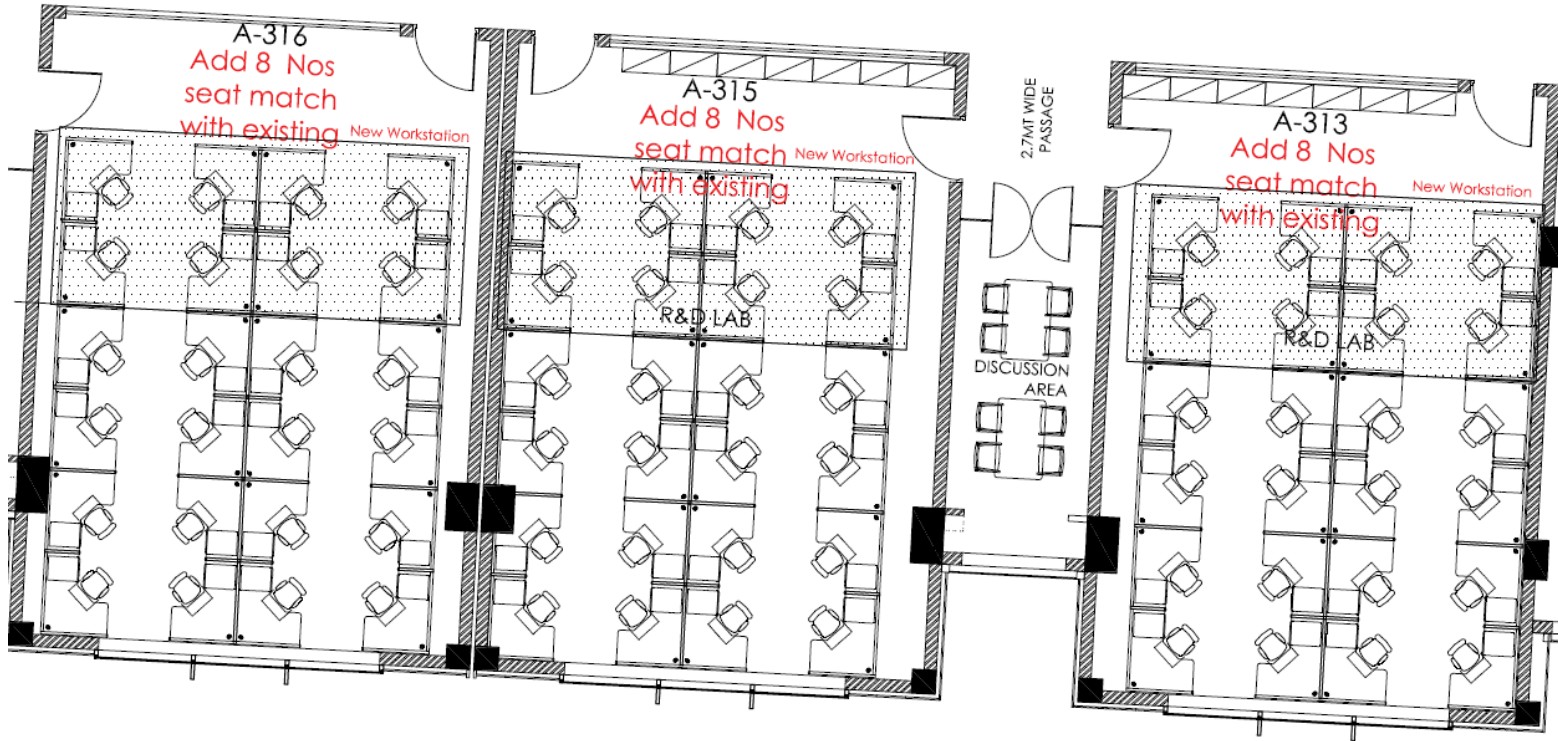 A-316
Add 8 Nos
seat match
with existing
New Workstation
A-315
Add 8 Nos
seat match
with existing
New Workstation
R&D LAB
2.7MT WIDE
PASSAGE
DISCUSSION
AREA
A-313
Add 8 Nos
seat match
with existing
New Workstation
R&D LAB